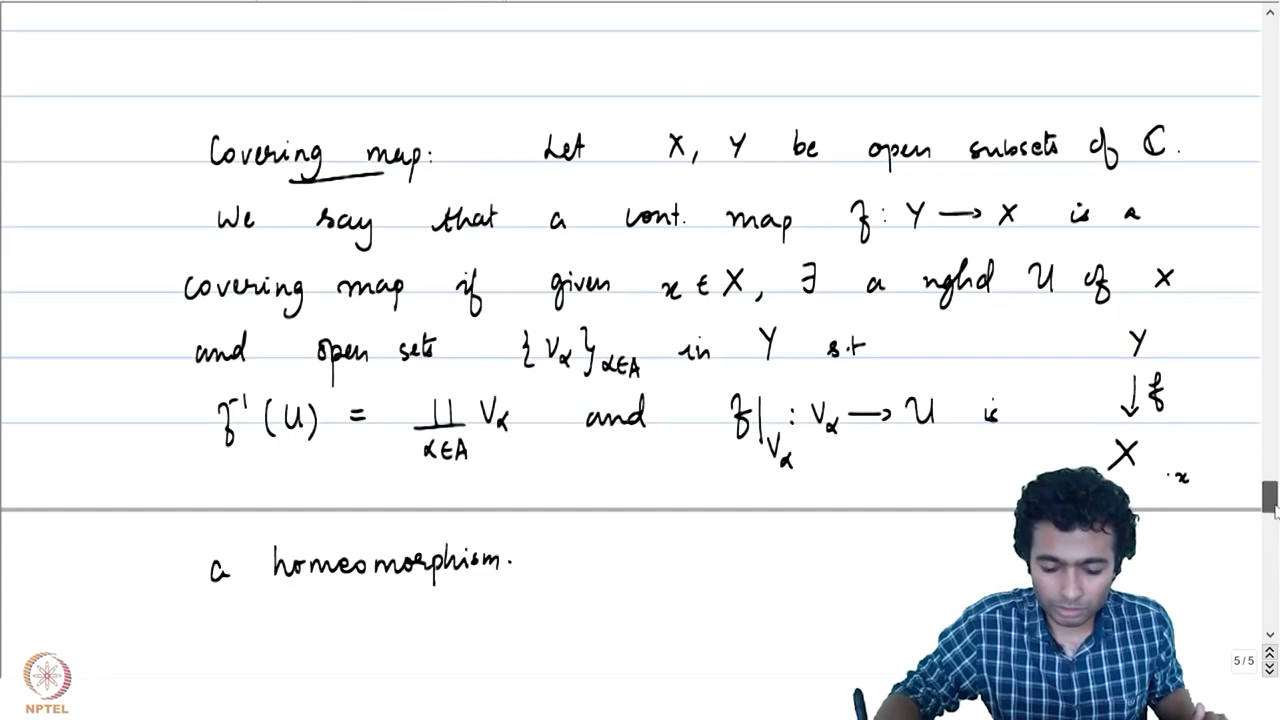 Covering map: Let X, Y be open subsets of ℂ.
We say that a cont. map f: Y ⟶ X is a
covering map if given x ∈ X, ∃ a nghd U of x
and open sets {V_α}_{α∈A} in Y s.t
f⁻¹(U) = ∐_{α∈A} V_α and f|_{V_α} : V_α ⟶ U is
Y
↓ f
X
. x
a homeomorphism.
5 / 5
NPTEL